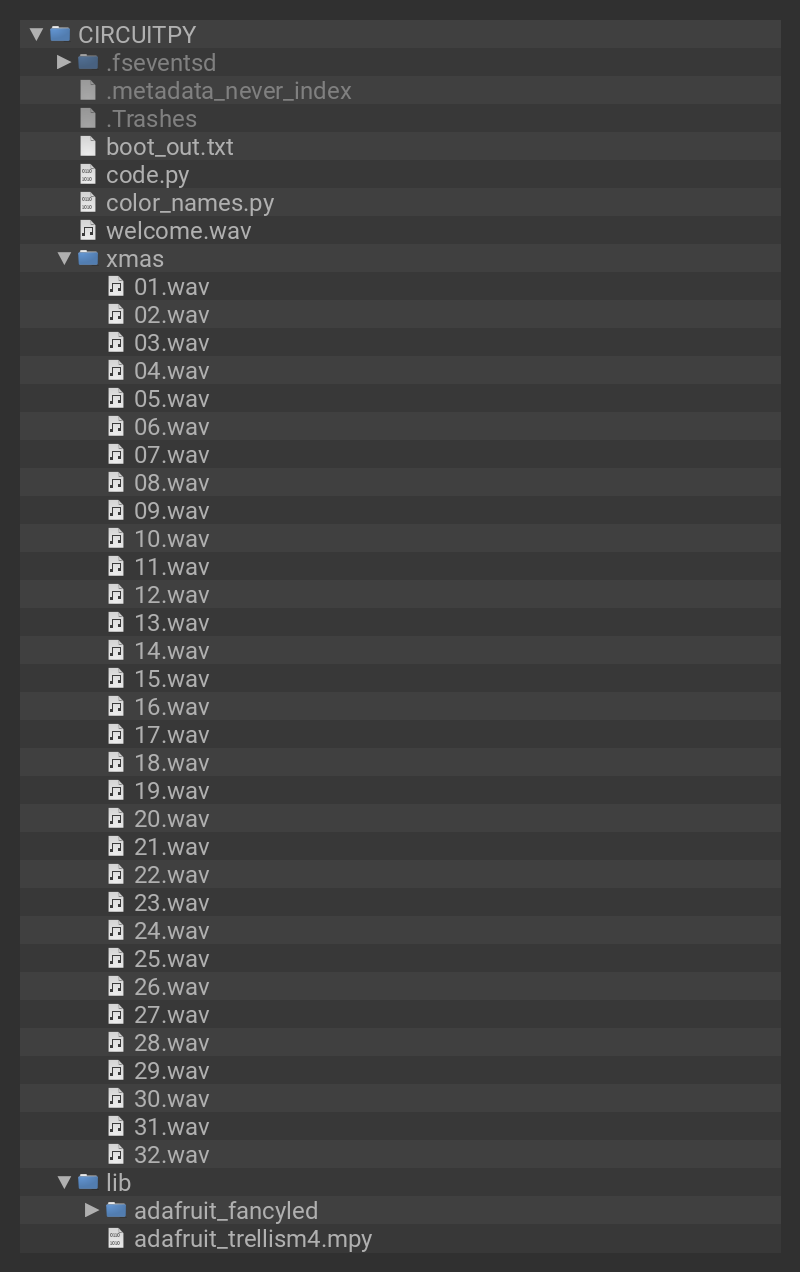 CIRCUITPY
.fseventsd
.metadata_never_index
.Trashes
boot_out.txt
code.py
color_names.py
welcome.wav
xmas
01.wav
02.wav
03.wav
04.wav
05.wav
06.wav
07.wav
08.wav
09.wav
10.wav
11.wav
12.wav
13.wav
14.wav
15.wav
16.wav
17.wav
18.wav
19.wav
20.wav
21.wav
22.wav
23.wav
24.wav
25.wav
26.wav
27.wav
28.wav
29.wav
30.wav
31.wav
32.wav
lib
adafruit_fancyled
adafruit_trellism4.mpy